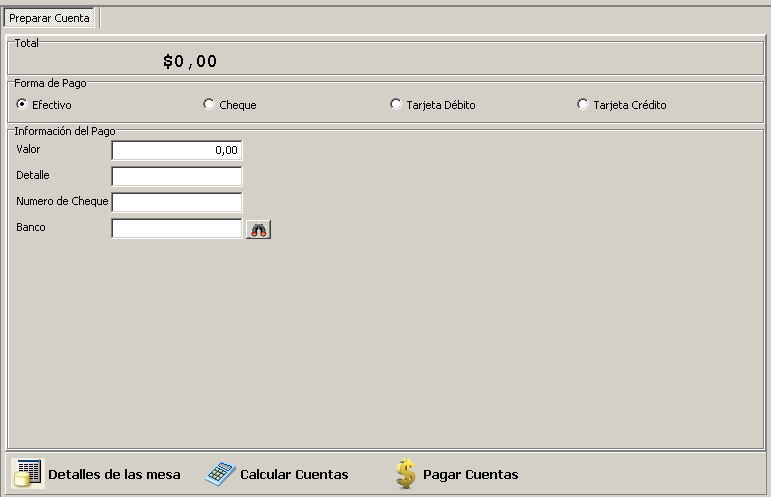 Preparar Cuenta
Total
$0,00
Forma de Pago
Efectivo Cheque Tarjeta Débito Tarjeta Crédito
Información del Pago
Valor 0,00
Detalle
Numero de Cheque
Banco
Detalles de las mesa Calcular Cuentas Pagar Cuentas